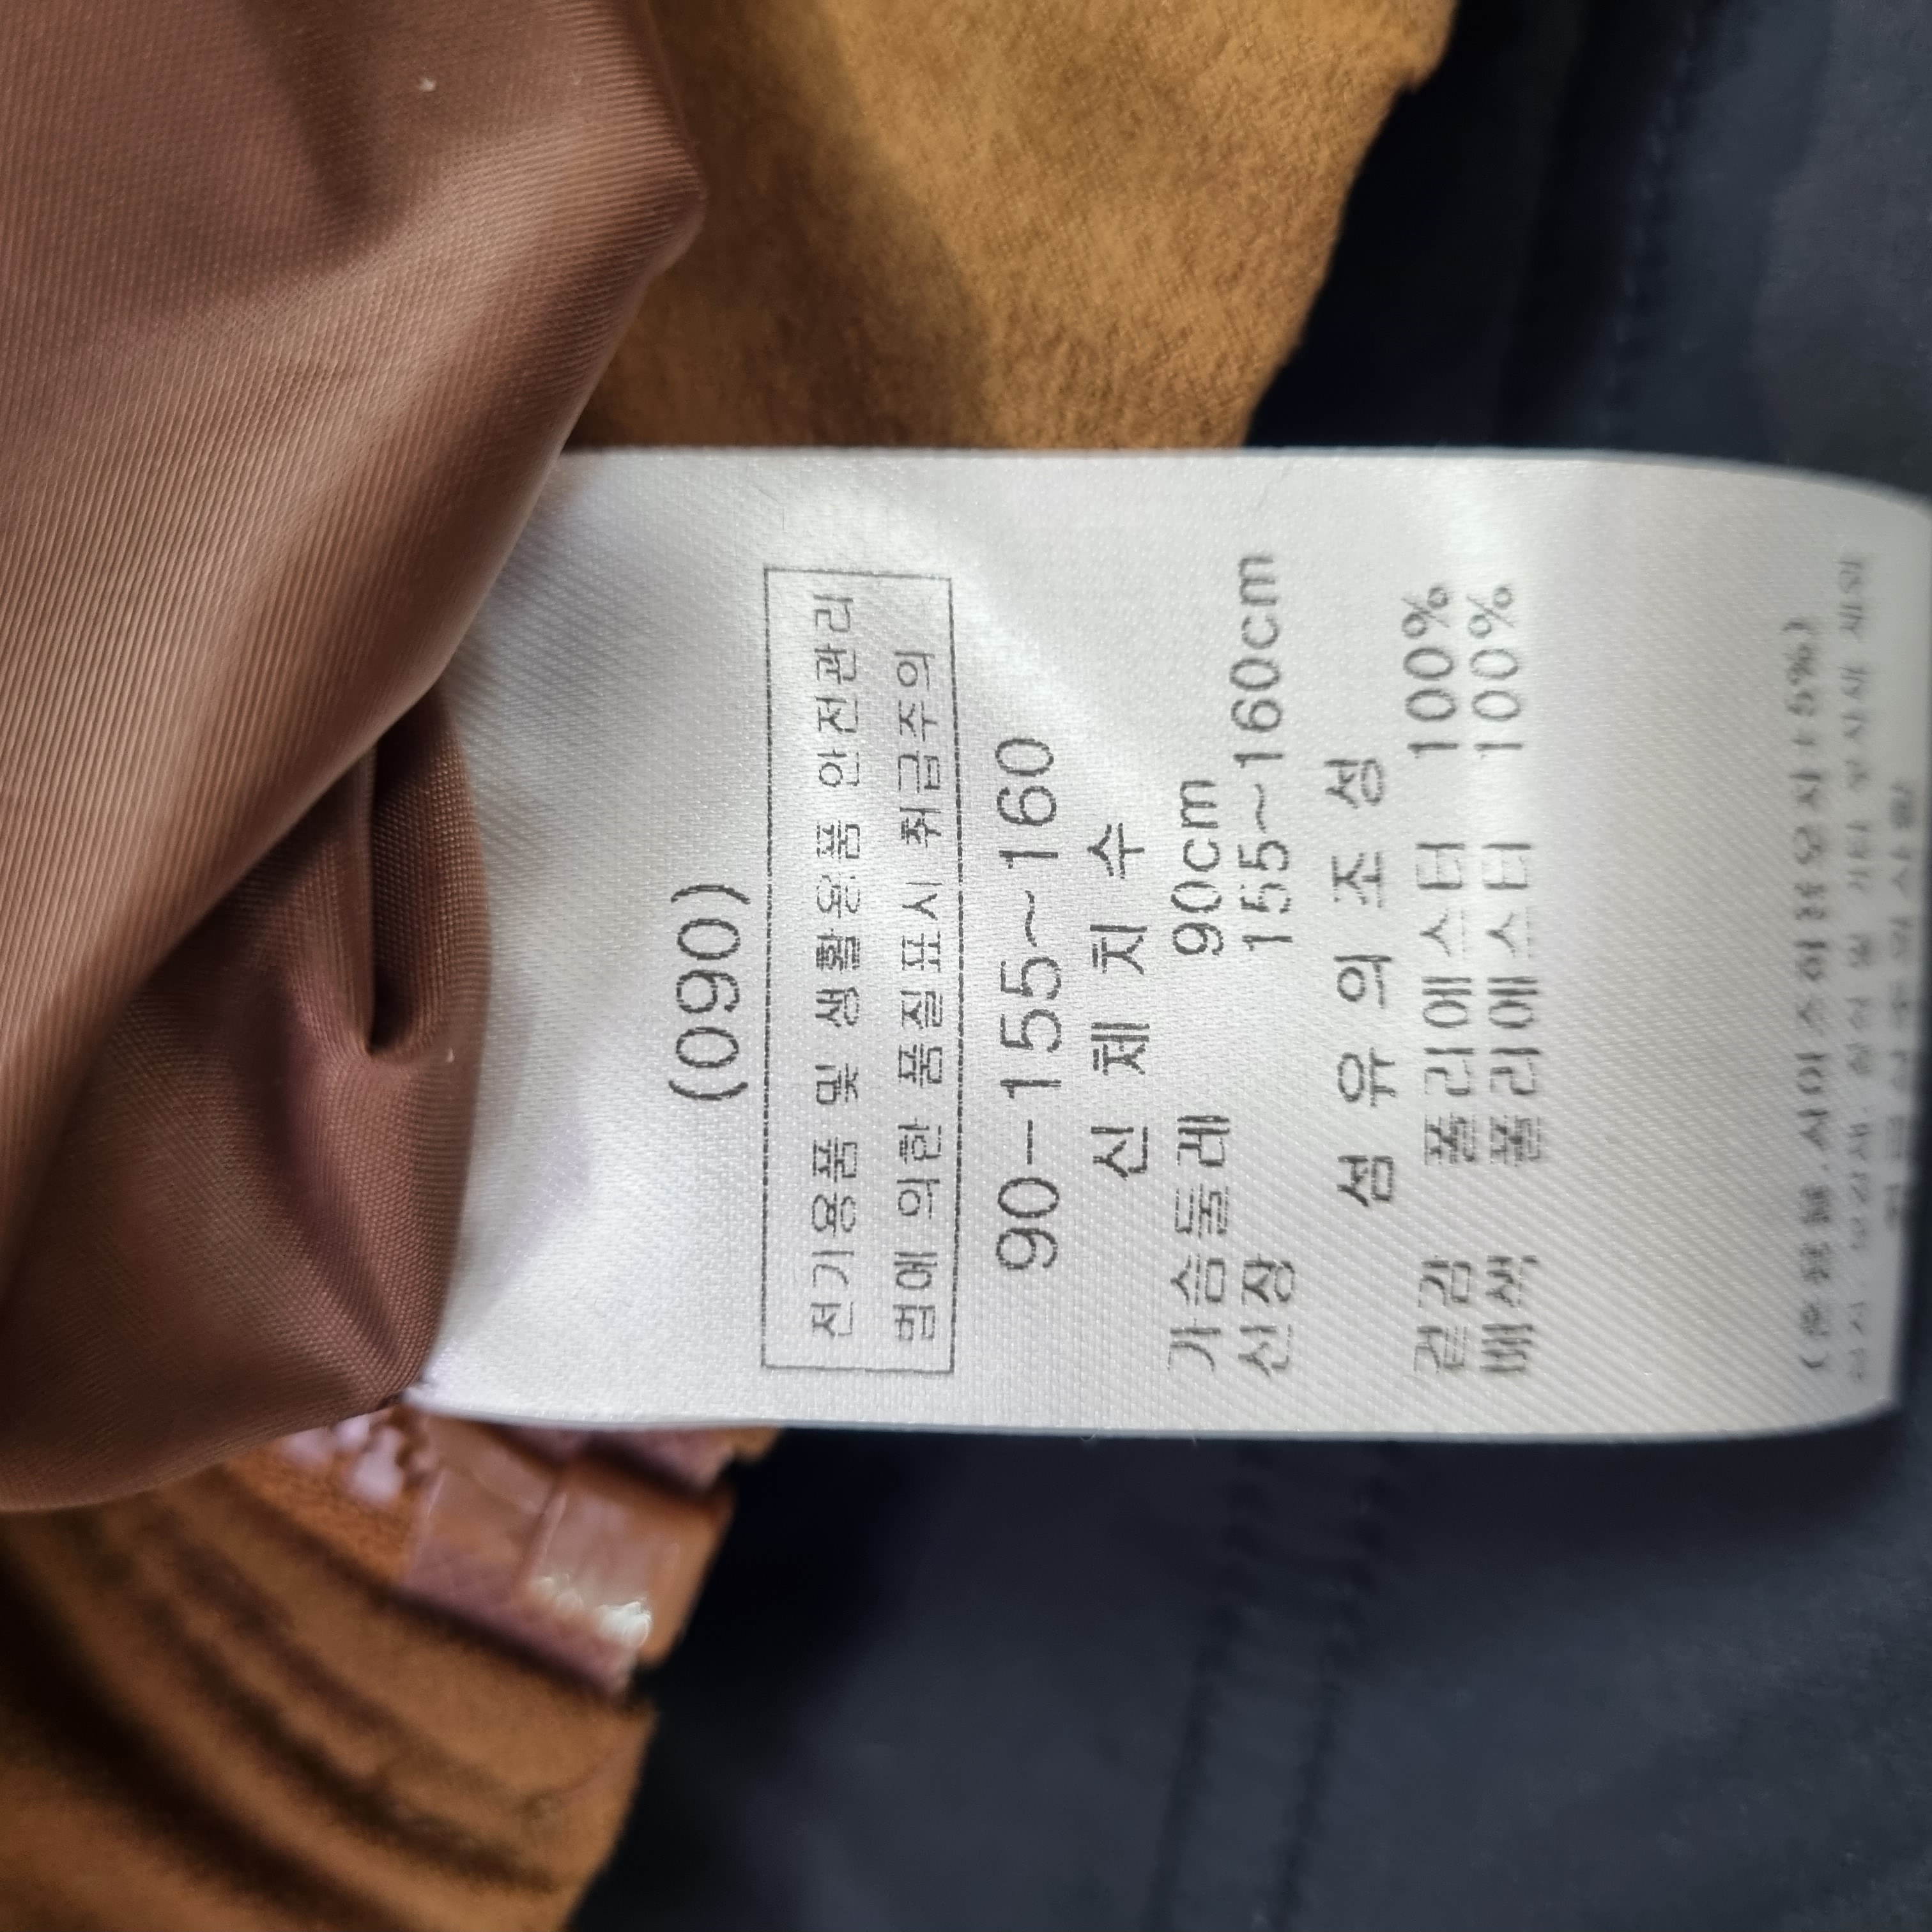 (090)
전기용품 및 생활용품 안전관리
법에 의한 품질표시 취급주의
90-155~160
신 체 치 수
가슴둘레 90cm
신장 155~160cm
섬 유 의 조 성
겉감 폴리에스터 100%
배색 폴리에스터 100%